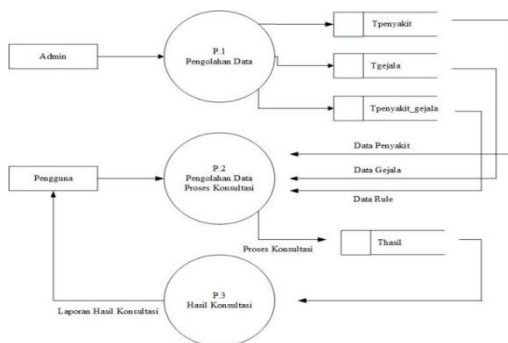 P.1
Pengolahan Data
Admin
Tpenyakit
Tgejala
Tpenyakit_gejala
Data Penyakit
P.2
Pengolahan Data
Proses Konsultasi
Pengguna
Data Gejala
Data Rule
Proses Konsultasi
Thasil
P.3
Hasil Konsultasi
Laporan Hasil Konsultasi